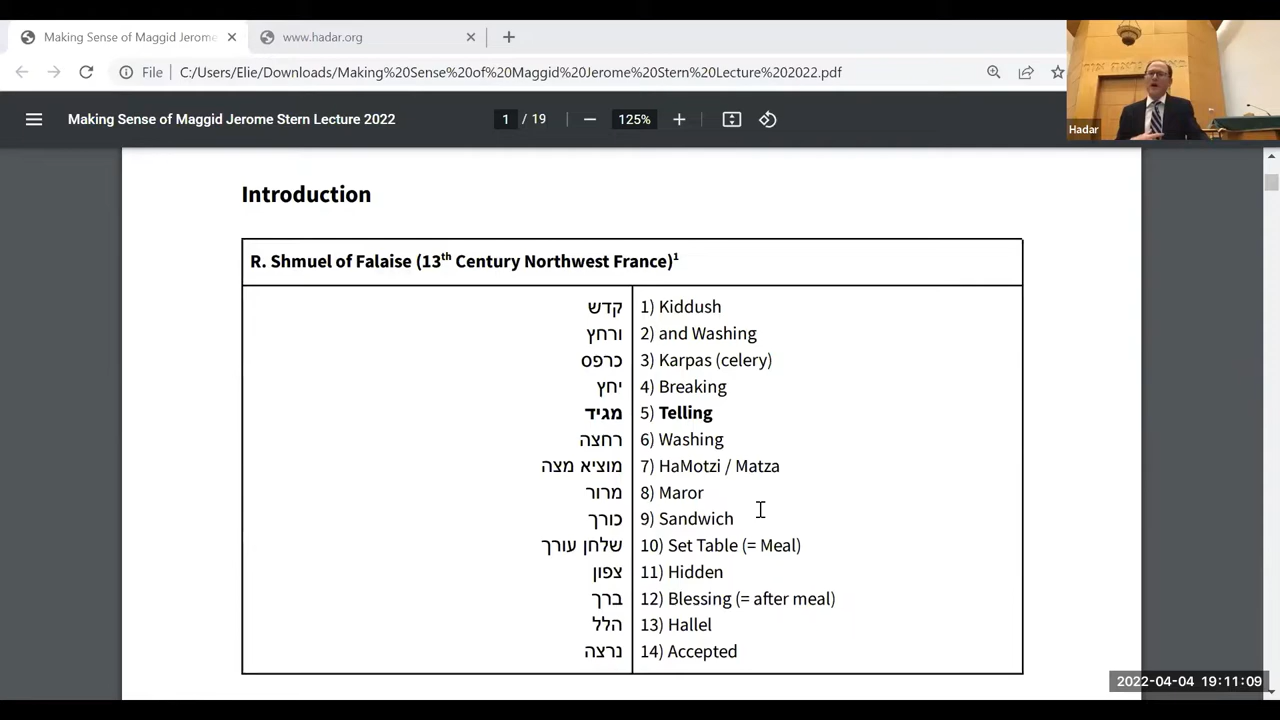 Making Sense of Maggid Jerome
www.hadar.org
File C:/Users/Elie/Downloads/Making%20Sense%20of%20Maggid%20Jerome%20Stern%20Lecture%202022.pdf
Making Sense of Maggid Jerome Stern Lecture 2022
1 / 19
125%
Hadar
Introduction
R. Shmuel of Falaise (13th Century Northwest France)1
קדש 1) Kiddush
ורחץ 2) and Washing
כרפס 3) Karpas (celery)
יחץ 4) Breaking
מגיד 5) Telling
רחצה 6) Washing
מוציא מצה 7) HaMotzi / Matza
מרור 8) Maror
כורך 9) Sandwich
שלחן עורך 10) Set Table (= Meal)
צפון 11) Hidden
ברך 12) Blessing (= after meal)
הלל 13) Hallel
נרצה 14) Accepted
2022-04-04 19:11:09